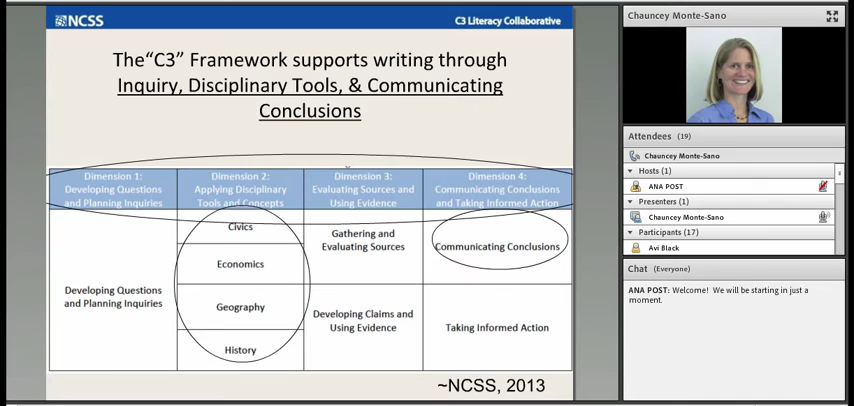 NCSS
C3 Literacy Collaborative
The“C3” Framework supports writing through
Inquiry, Disciplinary Tools, & Communicating
Conclusions
Dimension 1:
Developing Questions
and Planning Inquiries
Dimension 2:
Applying Disciplinary
Tools and Concepts
Dimension 3:
Evaluating Sources and
Using Evidence
Dimension 4:
Communicating Conclusions
and Taking Informed Action
Developing Questions
and Planning Inquiries
Civics
Economics
Geography
History
Gathering and
Evaluating Sources
Developing Claims and
Using Evidence
Communicating Conclusions
Taking Informed Action
~NCSS, 2013
Chauncey Monte-Sano
Attendees (19)
Chauncey Monte-Sano
Hosts (1)
ANA POST
Presenters (1)
Chauncey Monte-Sano
Participants (17)
Avi Black
Chat (Everyone)
ANA POST: Welcome! We will be starting in just a
moment.